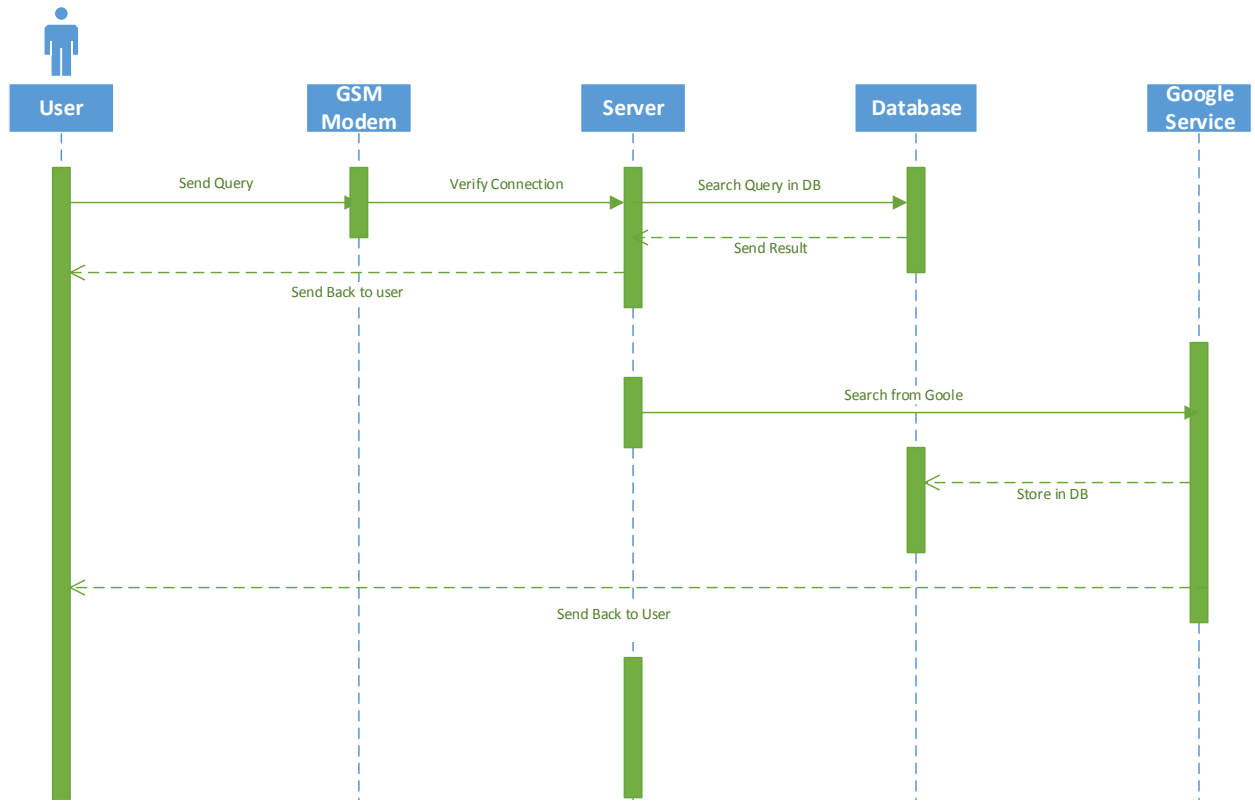 User
GSM
Modem
Server
Database
Google
Service
Send Query
Verify Connection
Search Query in DB
Send Result
Send Back to user
Search from Goole
Store in DB
Send Back to User